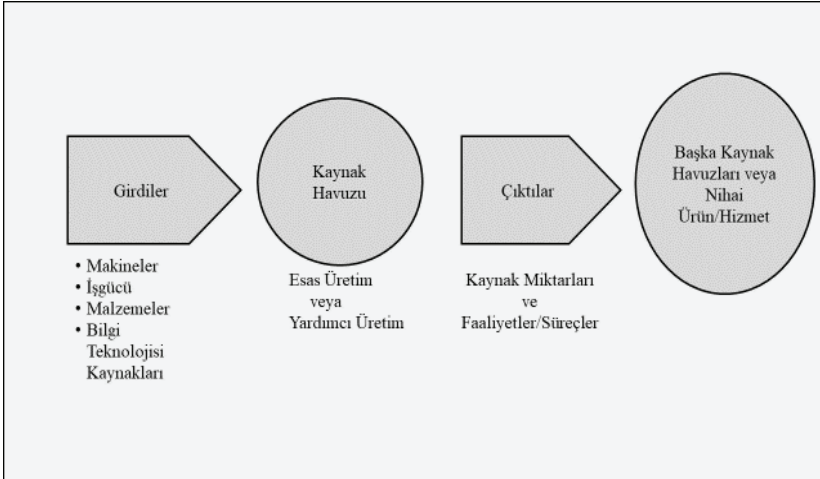 Girdiler
• Makineler
• İşgücü
• Malzemeler
• Bilgi
Teknolojisi
Kaynakları
Kaynak
Havuzu
Esas Üretim
veya
Yardımcı Üretim
Çıktılar
Kaynak Miktarları
ve
Faaliyetler/Süreçler
Başka Kaynak
Havuzları veya
Nihai
Ürün/Hizmet